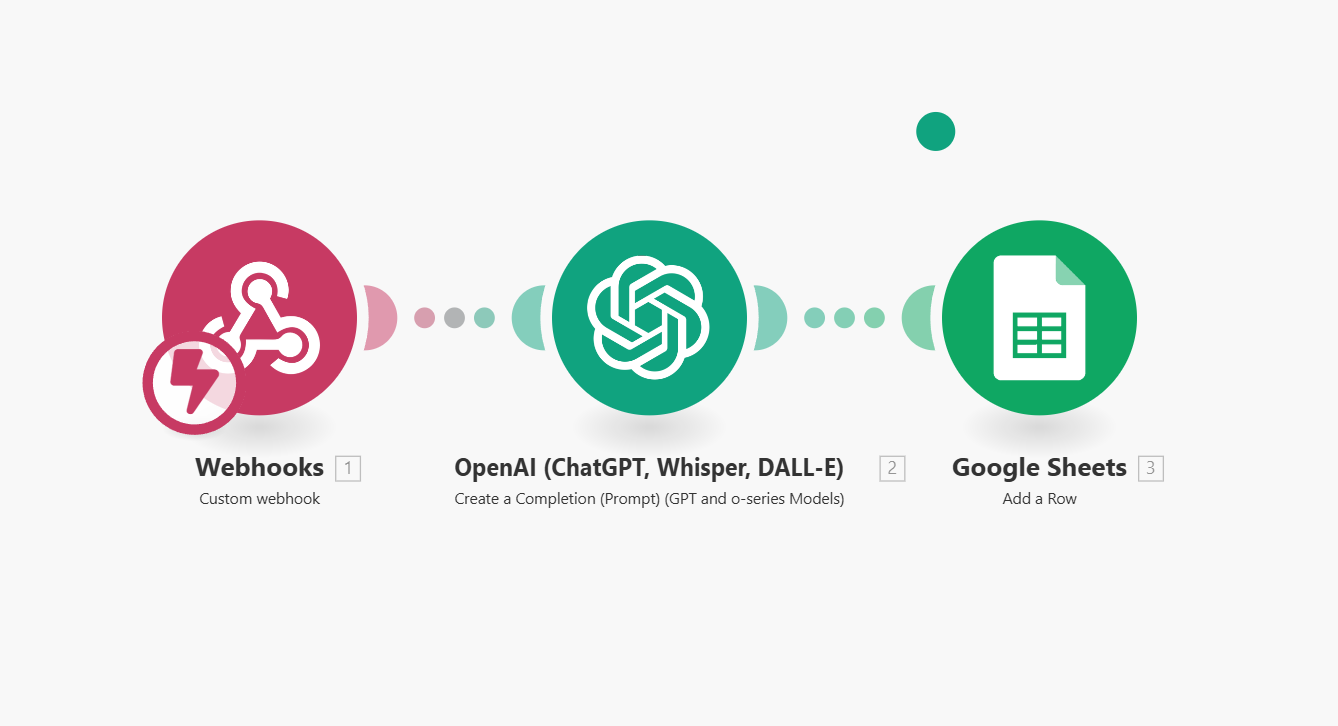 Webhooks 1
Custom webhook
OpenAI (ChatGPT, Whisper, DALL-E) 2
Create a Completion (Prompt) (GPT and o-series Models)
Google Sheets 3
Add a Row